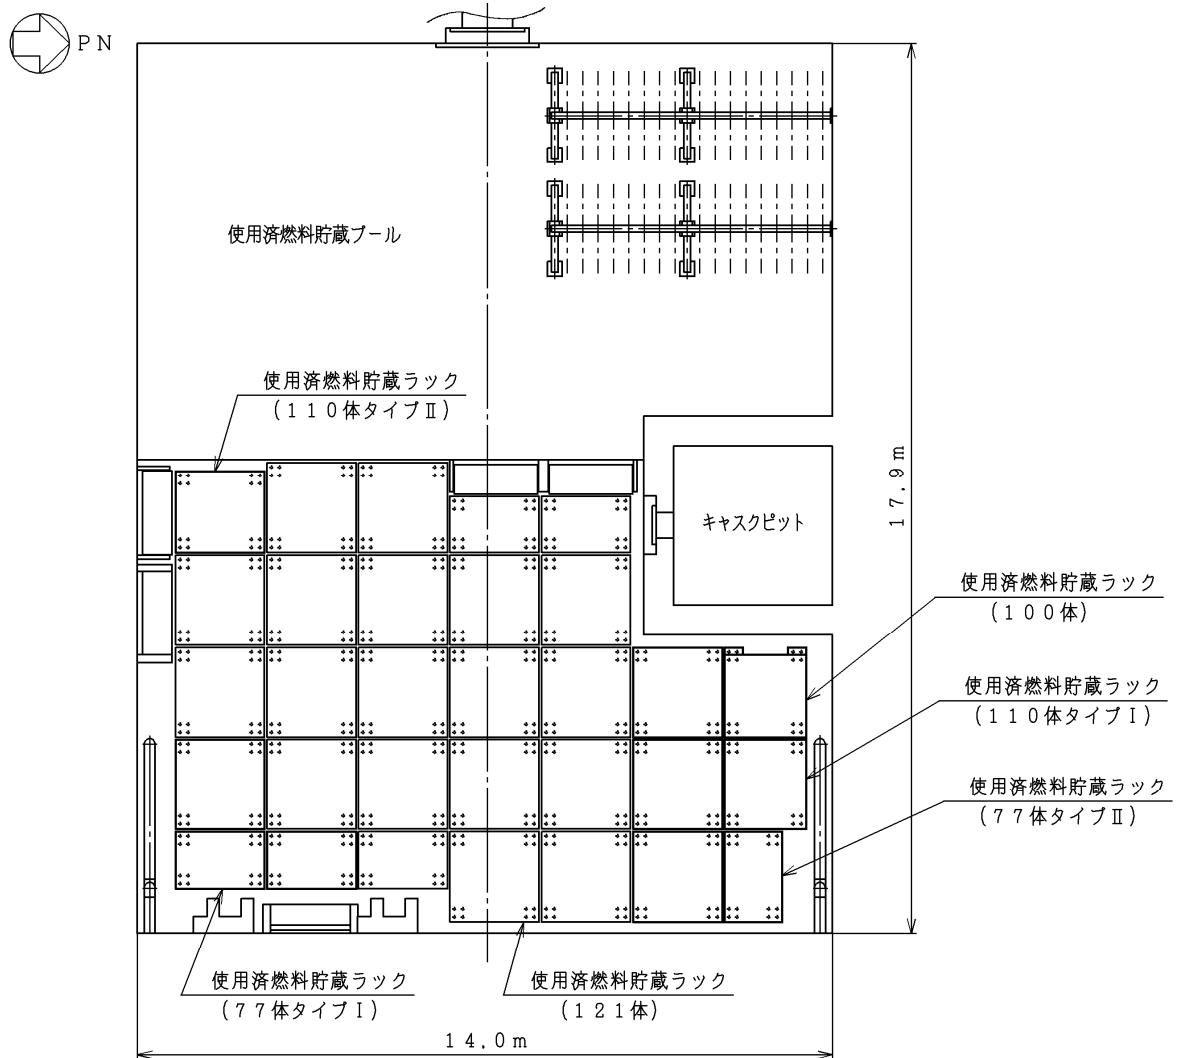 PN
使用済燃料貯蔵プール
使用済燃料貯蔵ラック
(110体タイプⅡ)
17.9m
キャスクピット
使用済燃料貯蔵ラック
(100体)
使用済燃料貯蔵ラック
(110体タイプⅠ)
使用済燃料貯蔵ラック
(77体タイプⅡ)
使用済燃料貯蔵ラック
(77体タイプⅠ)
使用済燃料貯蔵ラック
(121体)
14.0m